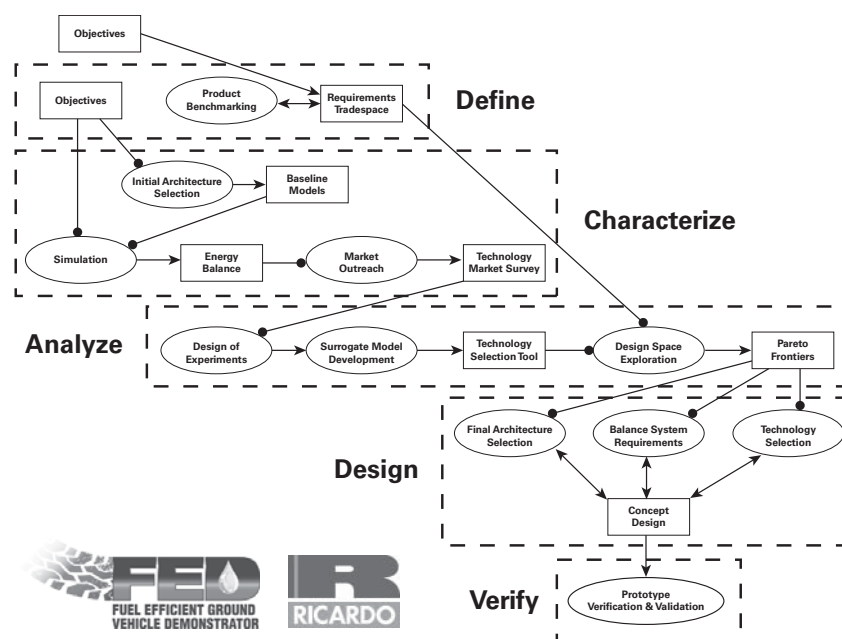 Objectives
Objectives
Product
Benchmarking
Requirements
Tradespace
Define
Initial Architecture
Selection
Baseline
Models
Characterize
Simulation
Energy
Balance
Market
Outreach
Technology
Market Survey
Analyze
Design of
Experiments
Surrogate Model
Development
Technology
Selection Tool
Design Space
Exploration
Pareto
Frontiers
Final Architecture
Selection
Balance System
Requirements
Technology
Selection
Design
Concept
Design
FED
FUEL EFFICIENT GROUND
VEHICLE DEMONSTRATOR
R
RICARDO
Verify
Prototype
Verification & Validation